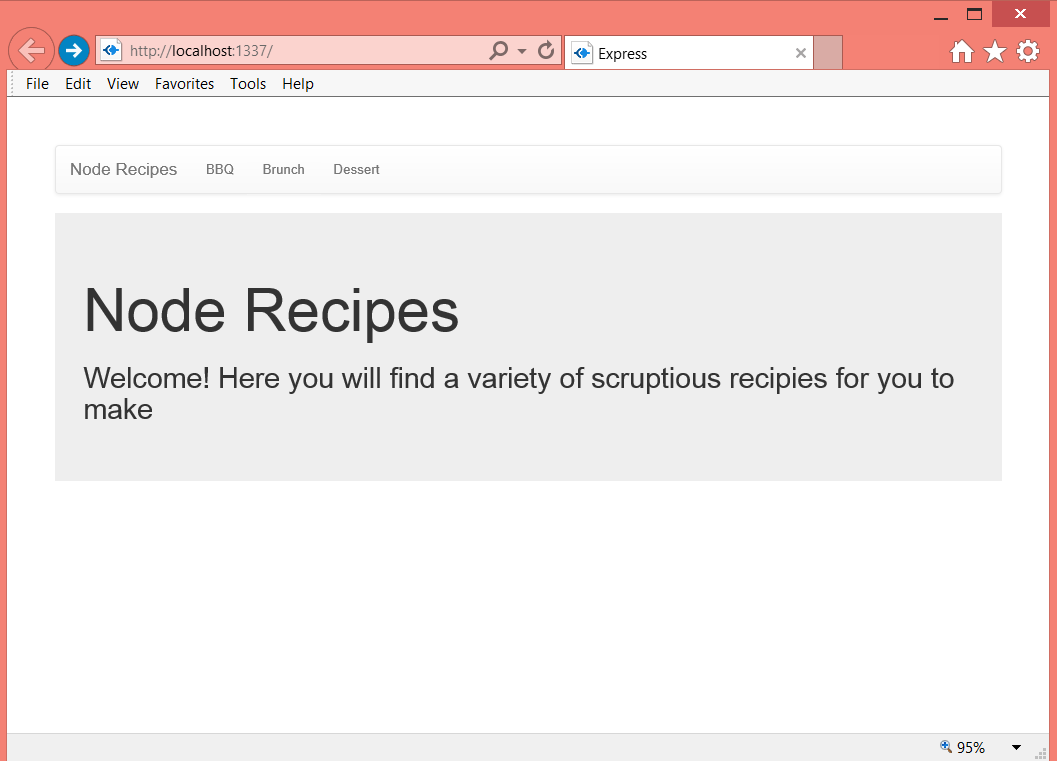 http://localhost:1337/
Express
File Edit View Favorites Tools Help
Node Recipes BBQ Brunch Dessert
Node Recipes
Welcome! Here you will find a variety of scruptious recipies for you to
make
95%